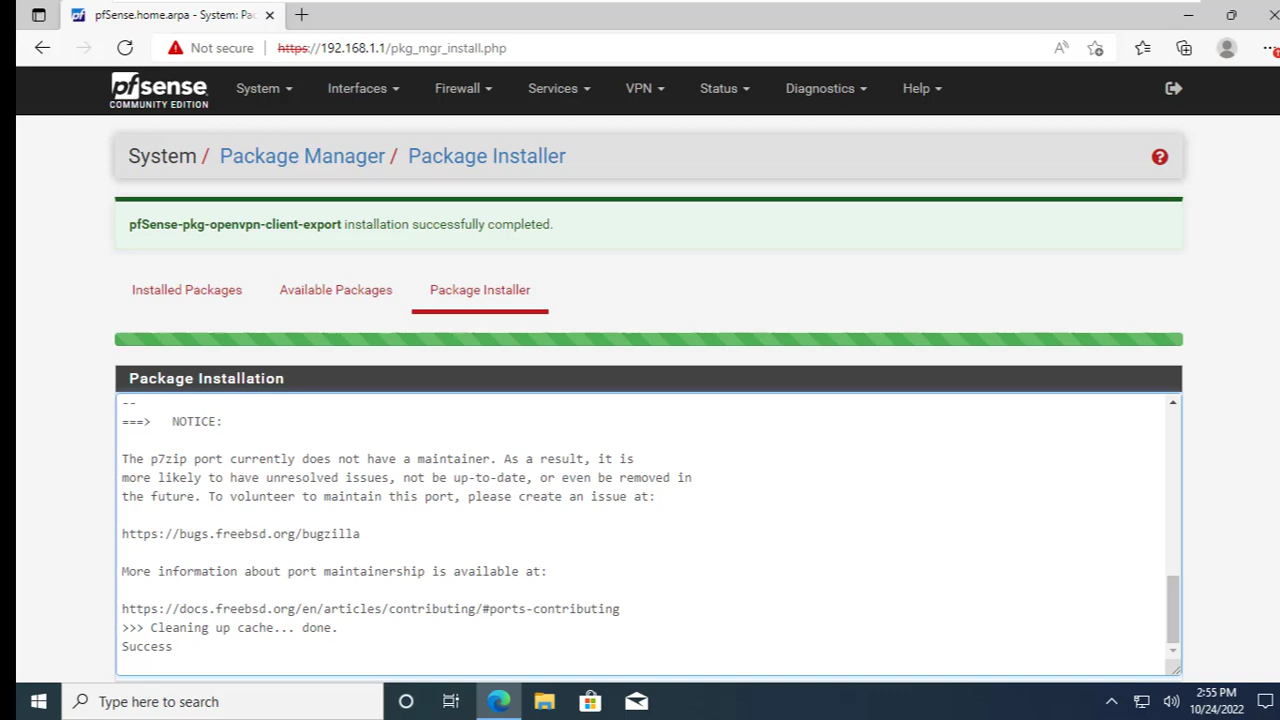 pfSense.home.arpa - System: Pac
Not secure https://192.168.1.1/pkg_mgr_install.php
pfsense
COMMUNITY EDITION
System Interfaces Firewall Services VPN Status Diagnostics Help
System / Package Manager / Package Installer
pfSense-pkg-openvpn-client-export installation successfully completed.
Installed Packages Available Packages Package Installer
Package Installation
--
===> NOTICE:
The p7zip port currently does not have a maintainer. As a result, it is
more likely to have unresolved issues, not be up-to-date, or even be removed in
the future. To volunteer to maintain this port, please create an issue at:
https://bugs.freebsd.org/bugzilla
More information about port maintainership is available at:
https://docs.freebsd.org/en/articles/contributing/#ports-contributing
>>> Cleaning up cache... done.
Success
Type here to search
2:55 PM
10/24/2022